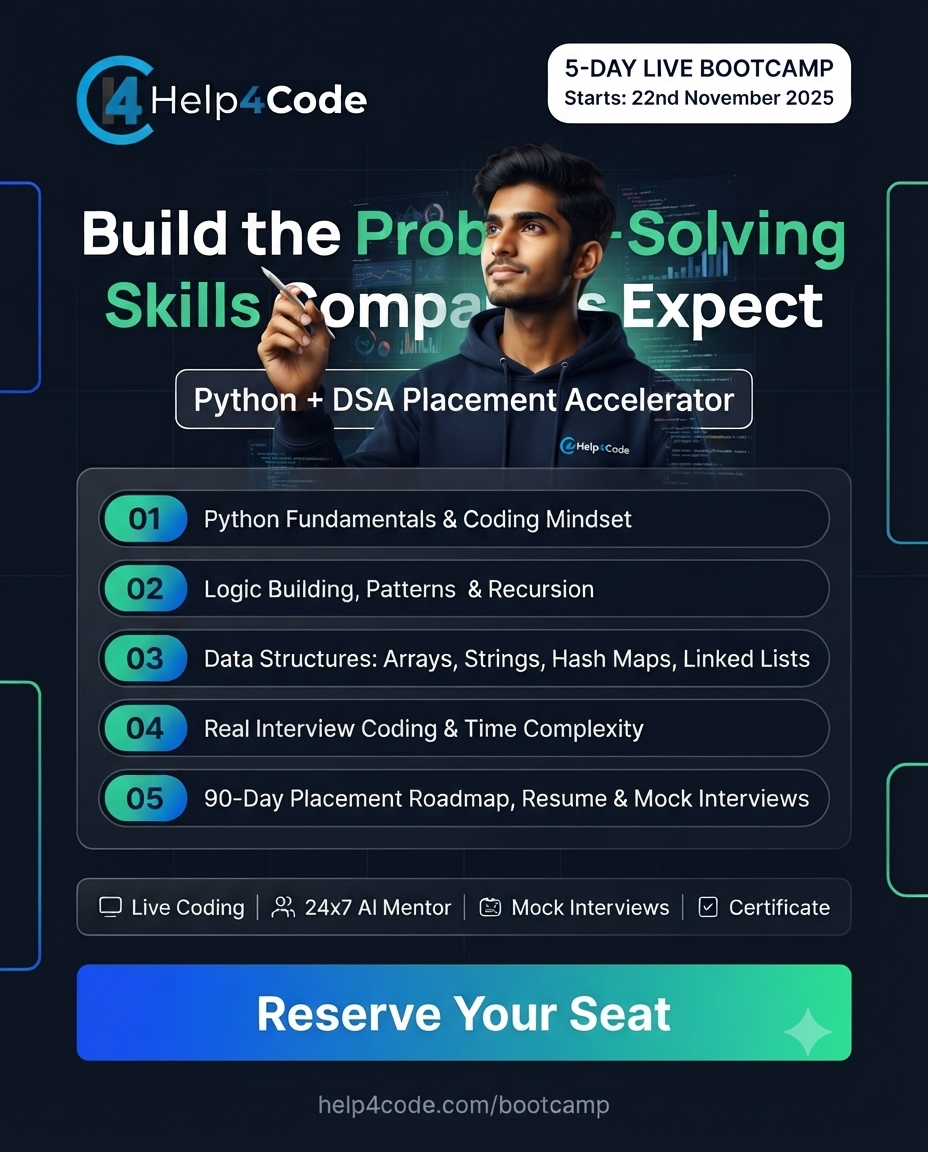 Help4Code
5-DAY LIVE BOOTCAMP
Starts: 22nd November 2025
Build the Prob -Solving
Skills Compa s Expect
Python + DSA Placement Accelerator
Help4Code
01 Python Fundamentals & Coding Mindset
02 Logic Building, Patterns & Recursion
03 Data Structures: Arrays, Strings, Hash Maps, Linked Lists
04 Real Interview Coding & Time Complexity
05 90-Day Placement Roadmap, Resume & Mock Interviews
Live Coding | 24x7 AI Mentor | Mock Interviews | Certificate
Reserve Your Seat
help4code.com/bootcamp